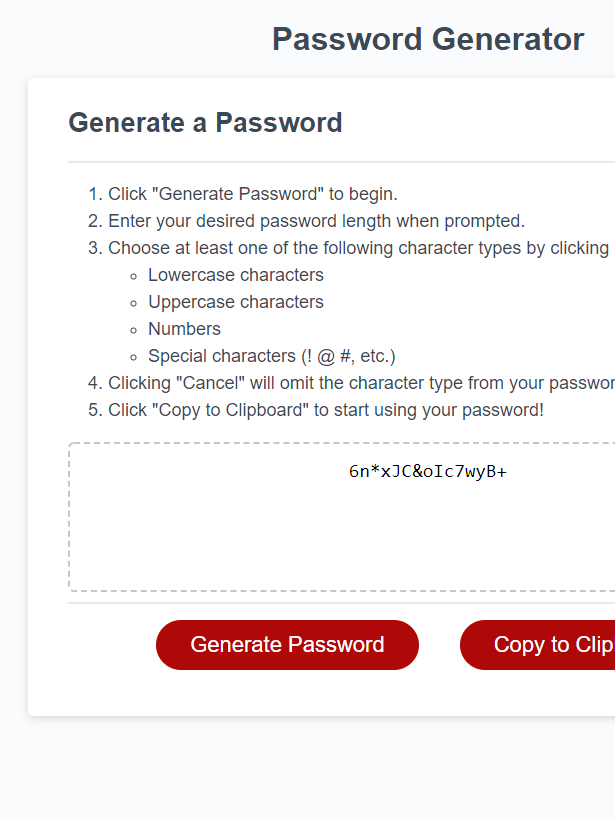 Password Generator
Generate a Password
1. Click "Generate Password" to begin.
2. Enter your desired password length when prompted.
3. Choose at least one of the following character types by clicking
○ Lowercase characters
○ Uppercase characters
○ Numbers
○ Special characters (! @ #, etc.)
4. Clicking "Cancel" will omit the character type from your passwor
5. Click "Copy to Clipboard" to start using your password!
6n*xJC&oIc7wyB+
Generate Password
Copy to Clip